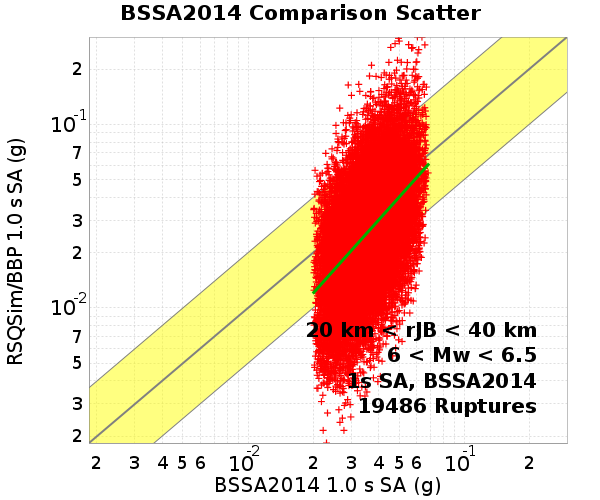 BSSA2014 Comparison Scatter
RSQSim/BBP 1.0 s SA (g)
2
10⁻¹
7
5
3
2
10⁻²
7
5
3
2
20 km < rJB < 40 km
6 < Mw < 6.5
1s SA, BSSA2014
19486 Ruptures
2 3 4 5 6 10⁻² 2 3 4 5 6 10⁻¹ 2
BSSA2014 1.0 s SA (g)